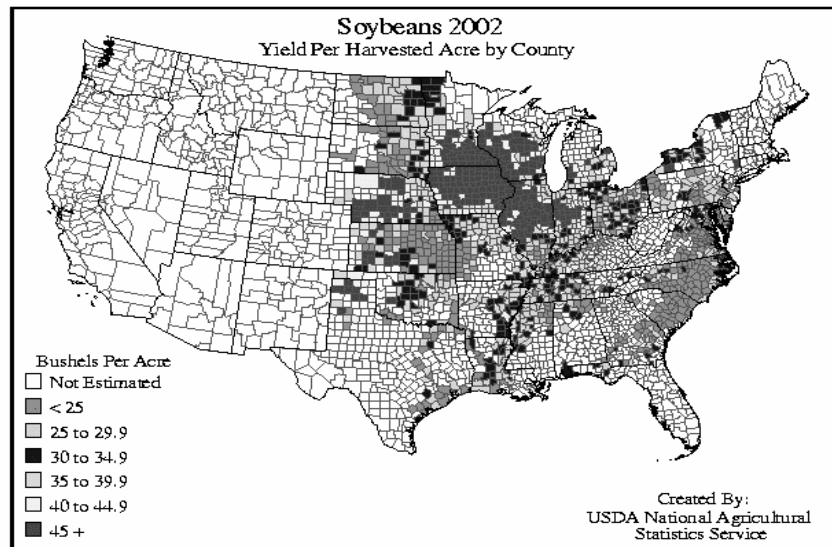 Soybeans 2002
Yield Per Harvested Acre by County
Bushels Per Acre
Not Estimated
< 25
25 to 29.9
30 to 34.9
35 to 39.9
40 to 44.9
45 +
Created By:
USDA National Agricultural
Statistics Service